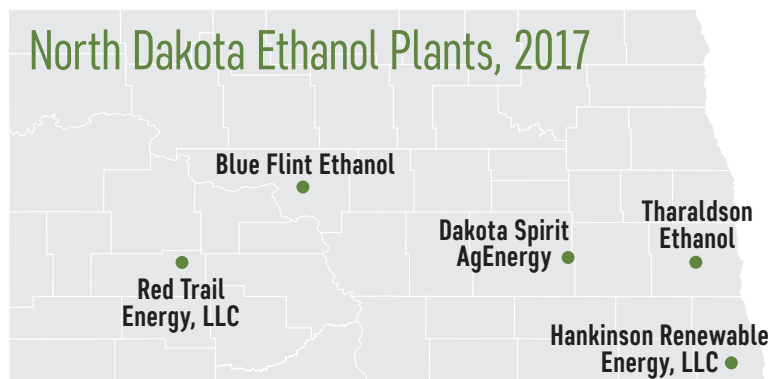 North Dakota Ethanol Plants, 2017
Blue Flint Ethanol
Tharaldson
Ethanol
Dakota Spirit
AgEnergy
Red Trail
Energy, LLC
Hankinson Renewable
Energy, LLC